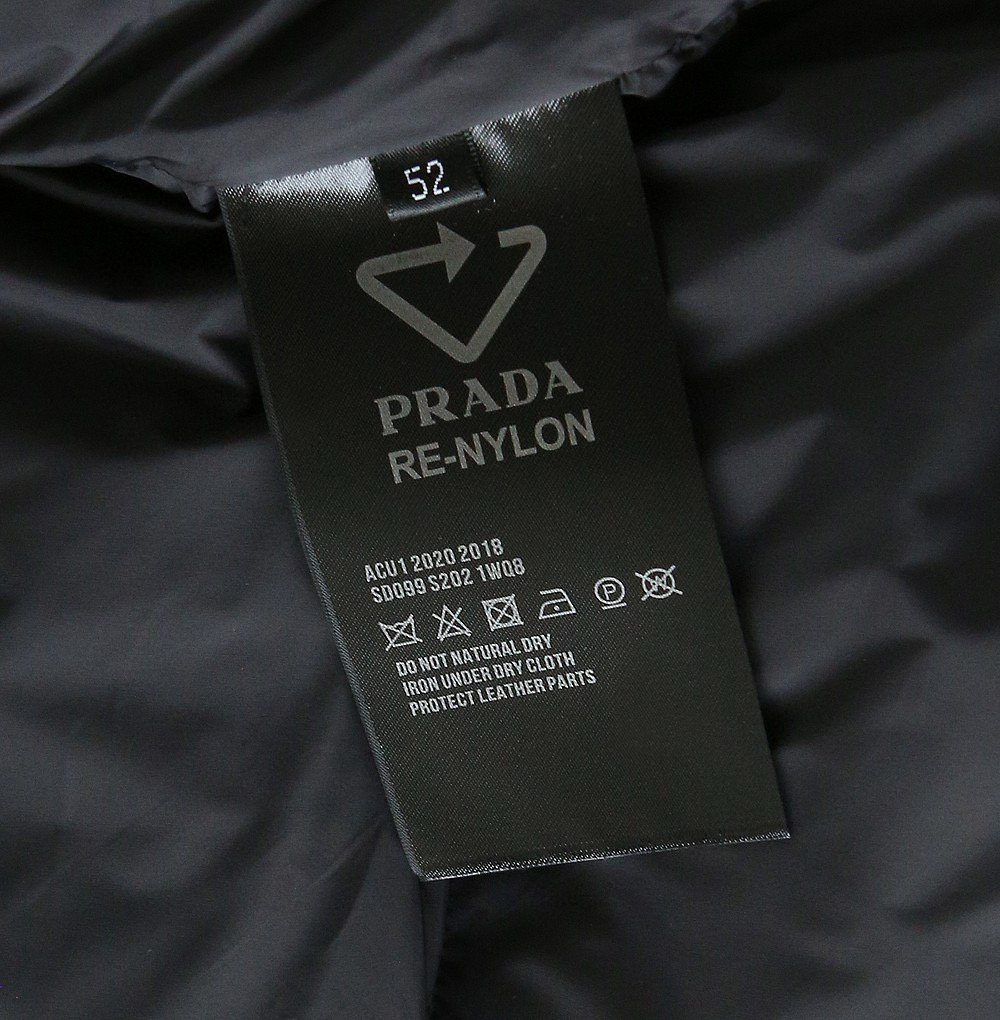 52
PRADA
RE-NYLON
ACU1 2020 2018
SD099 S202 1WQ8
P W
DO NOT NATURAL DRY
IRON UNDER DRY CLOTH
PROTECT LEATHER PARTS